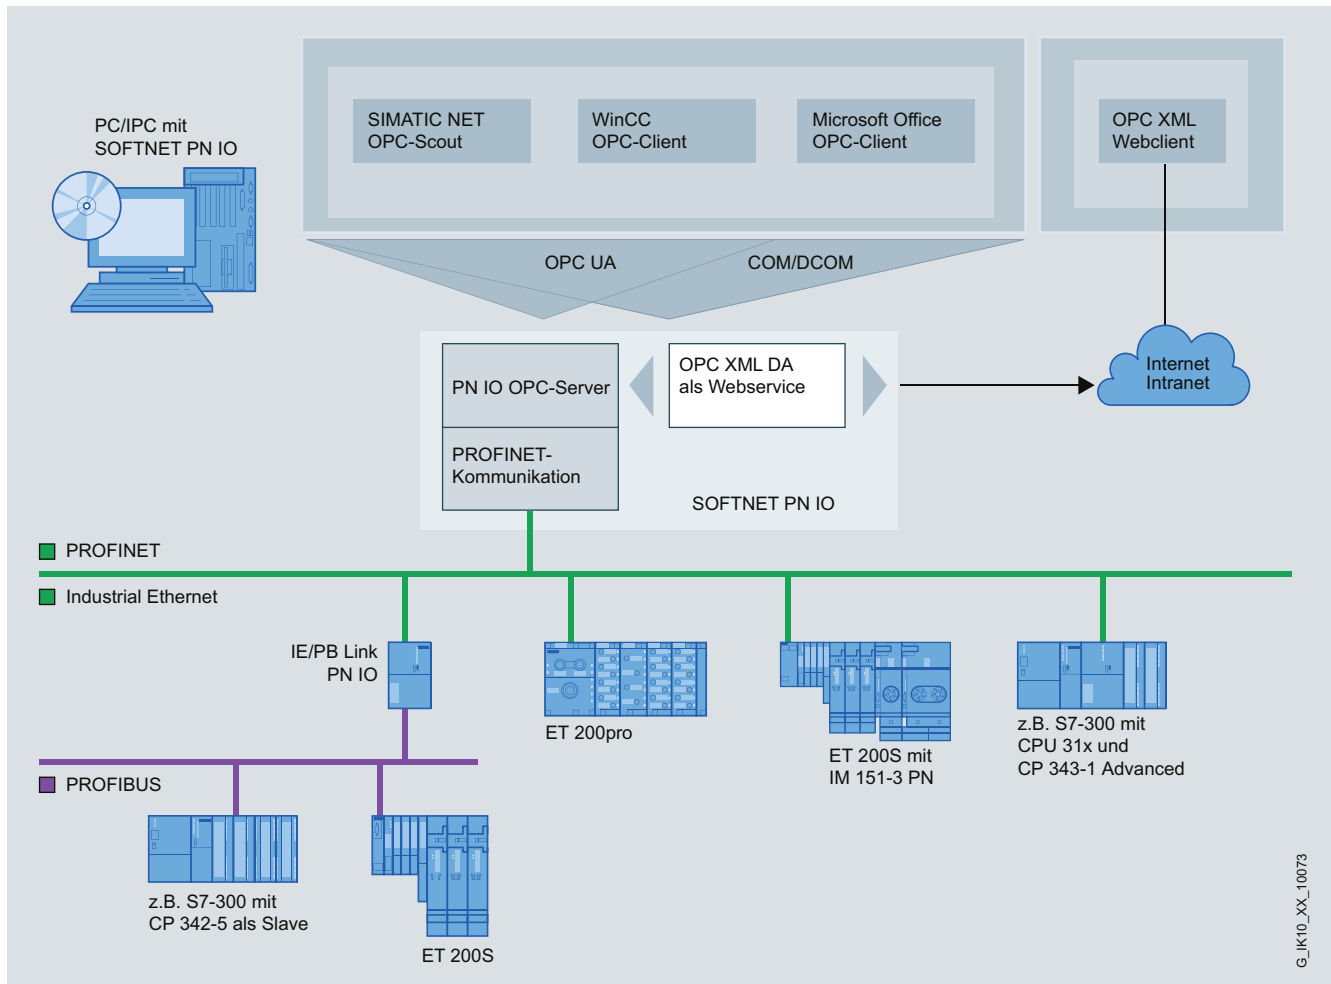 PC/IPC mit
SOFTNET PN IO
SIMATIC NET
OPC-Scout
WinCC
OPC-Client
Microsoft Office
OPC-Client
OPC XML
Webclient
OPC UA
COM/DCOM
PN IO OPC-Server
OPC XML DA
als Webservice
Internet
Intranet
PROFINET-
Kommunikation
SOFTNET PN IO
PROFINET
Industrial Ethernet
IE/PB Link
PN IO
ET 200pro
ET 200S mit
IM 151-3 PN
z.B. S7-300 mit
CPU 31x und
CP 343-1 Advanced
PROFIBUS
z.B. S7-300 mit
CP 342-5 als Slave
ET 200S
G_IK10_XX_10073